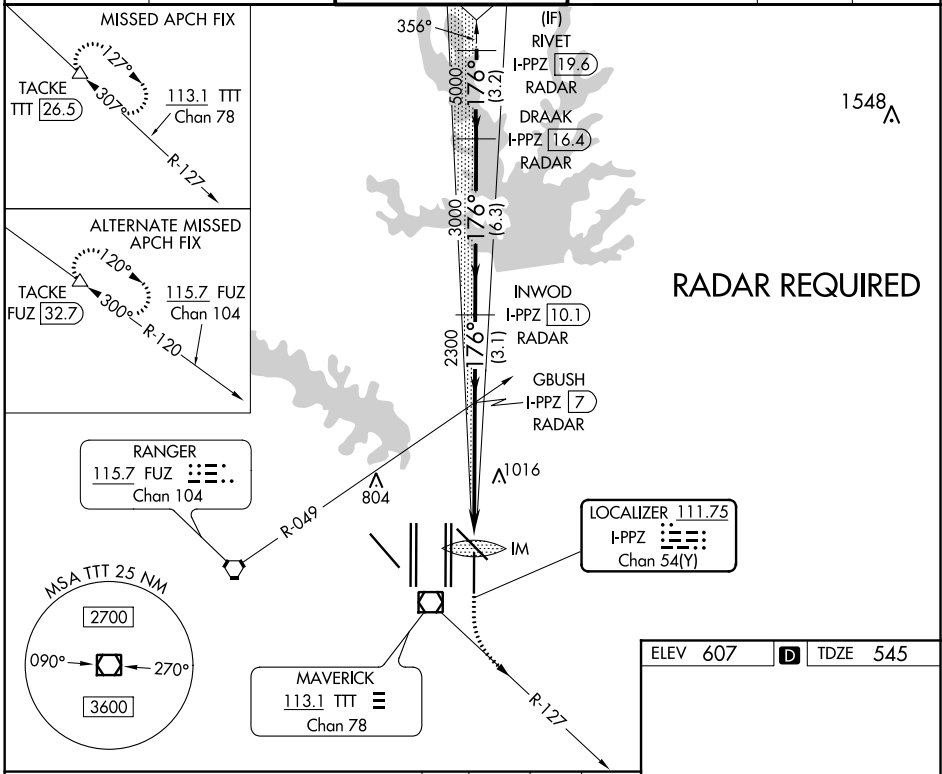 MISSED APCH FIX
127°
TACKE
TTT 26.5
307°
113.1 TTT
Chan 78
R-127
ALTERNATE MISSED
APCH FIX
120°
TACKE
FUZ 32.7
300°
115.7 FUZ
Chan 104
R-120
356°
(IF)
RIVET
I-PPZ 19.6
RADAR
5000
176°
(3.2)
DRAAK
I-PPZ 16.4
RADAR
1548
3000
176°
(6.3)
RADAR REQUIRED
INWOD
I-PPZ 10.1
RADAR
2300
176°
(3.1)
GBUSH
I-PPZ 7
RADAR
RANGER
115.7 FUZ
Chan 104
R-049
804
1016
LOCALIZER 111.75
I-PPZ
Chan 54(Y)
IM
MSA TTT 25 NM
2700
090°
270°
3600
MAVERICK
113.1 TTT
Chan 78
R-127
ELEV 607 D TDZE 545